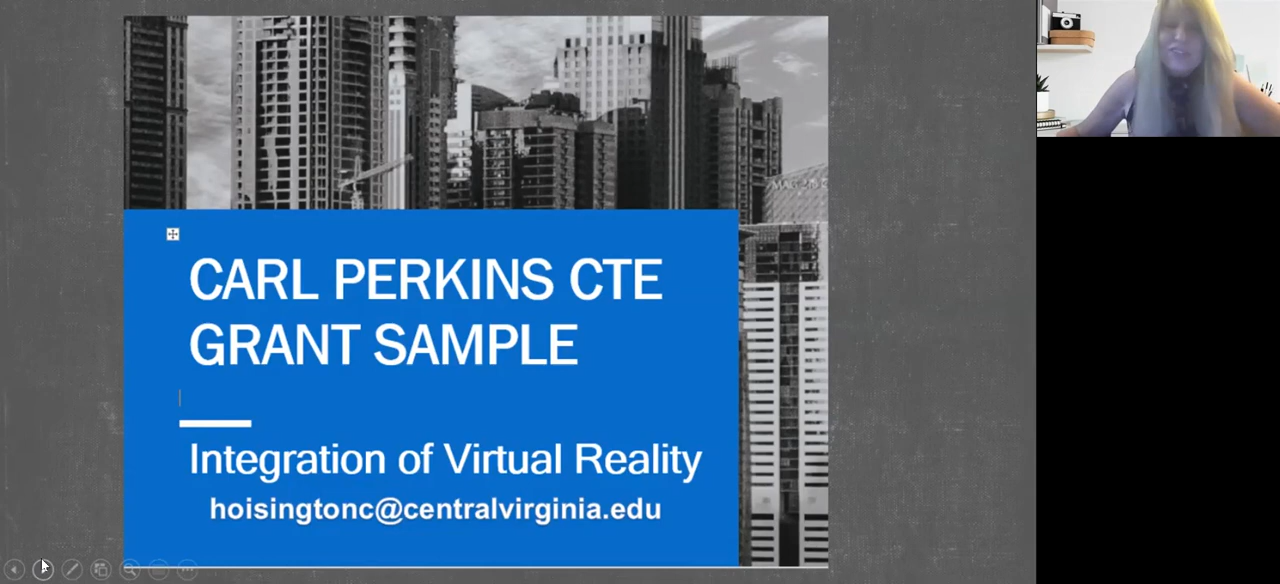 CARL PERKINS CTE
GRANT SAMPLE
Integration of Virtual Reality
hoisingtonc@centralvirginia.edu